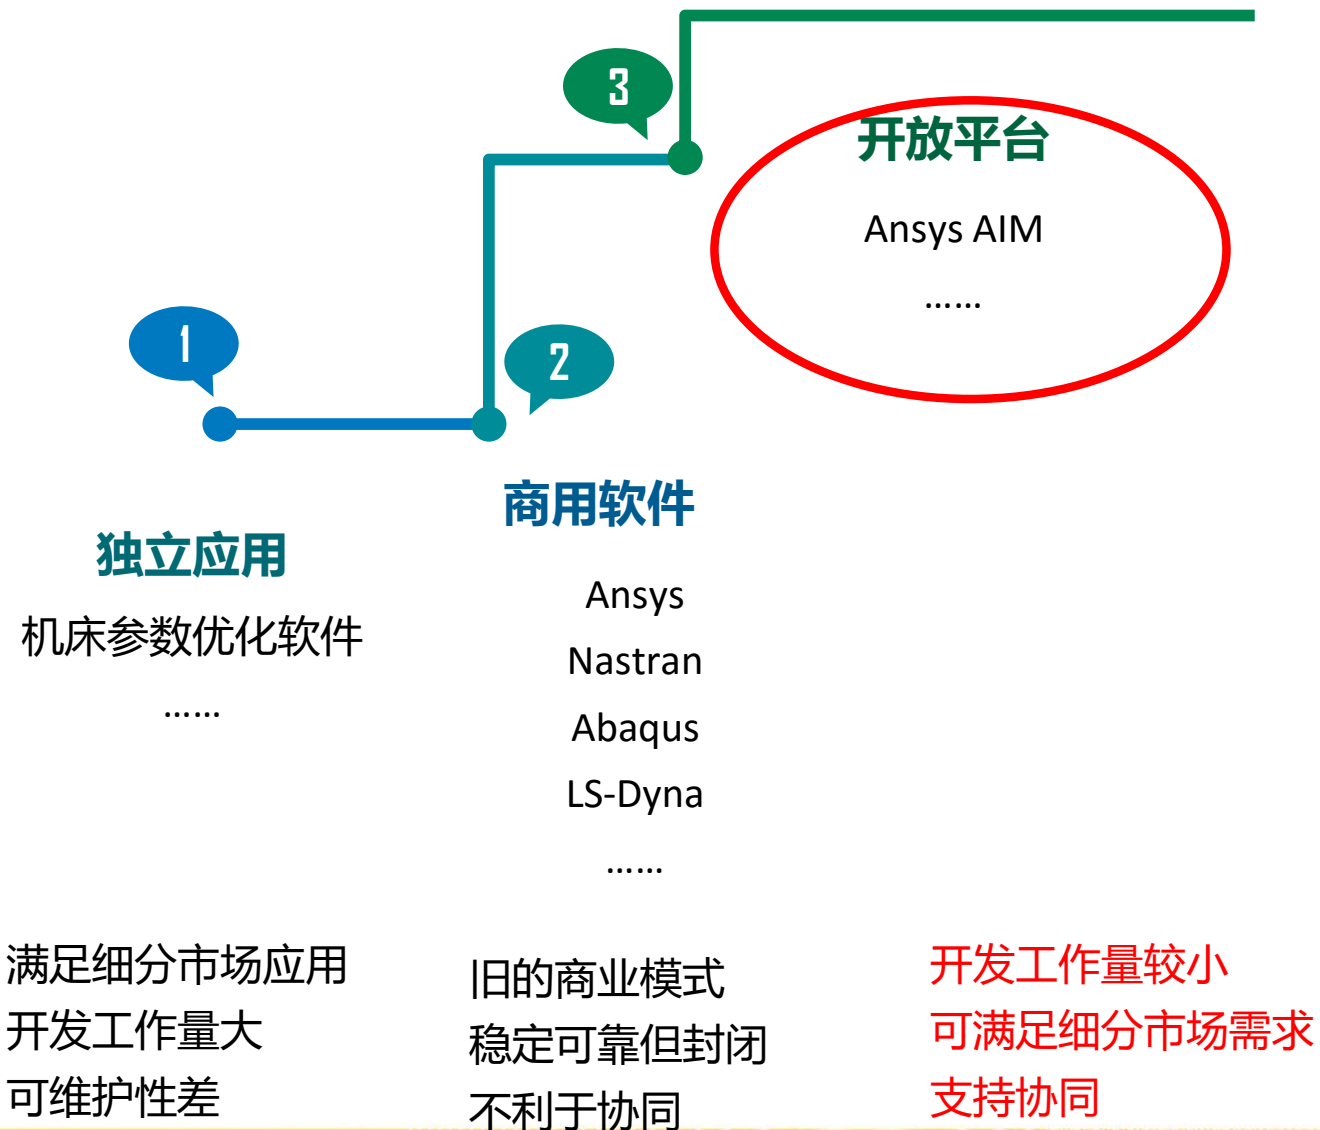 1
独立应用
机床参数优化软件
……
满足细分市场应用
开发工作量大
可维护性差
2
商用软件
Ansys
Nastran
Abaqus
LS-Dyna
……
旧的商业模式
稳定可靠但封闭
不利于协同
3
开放平台
Ansys AIM
……
开发工作量较小
可满足细分市场需求
支持协同